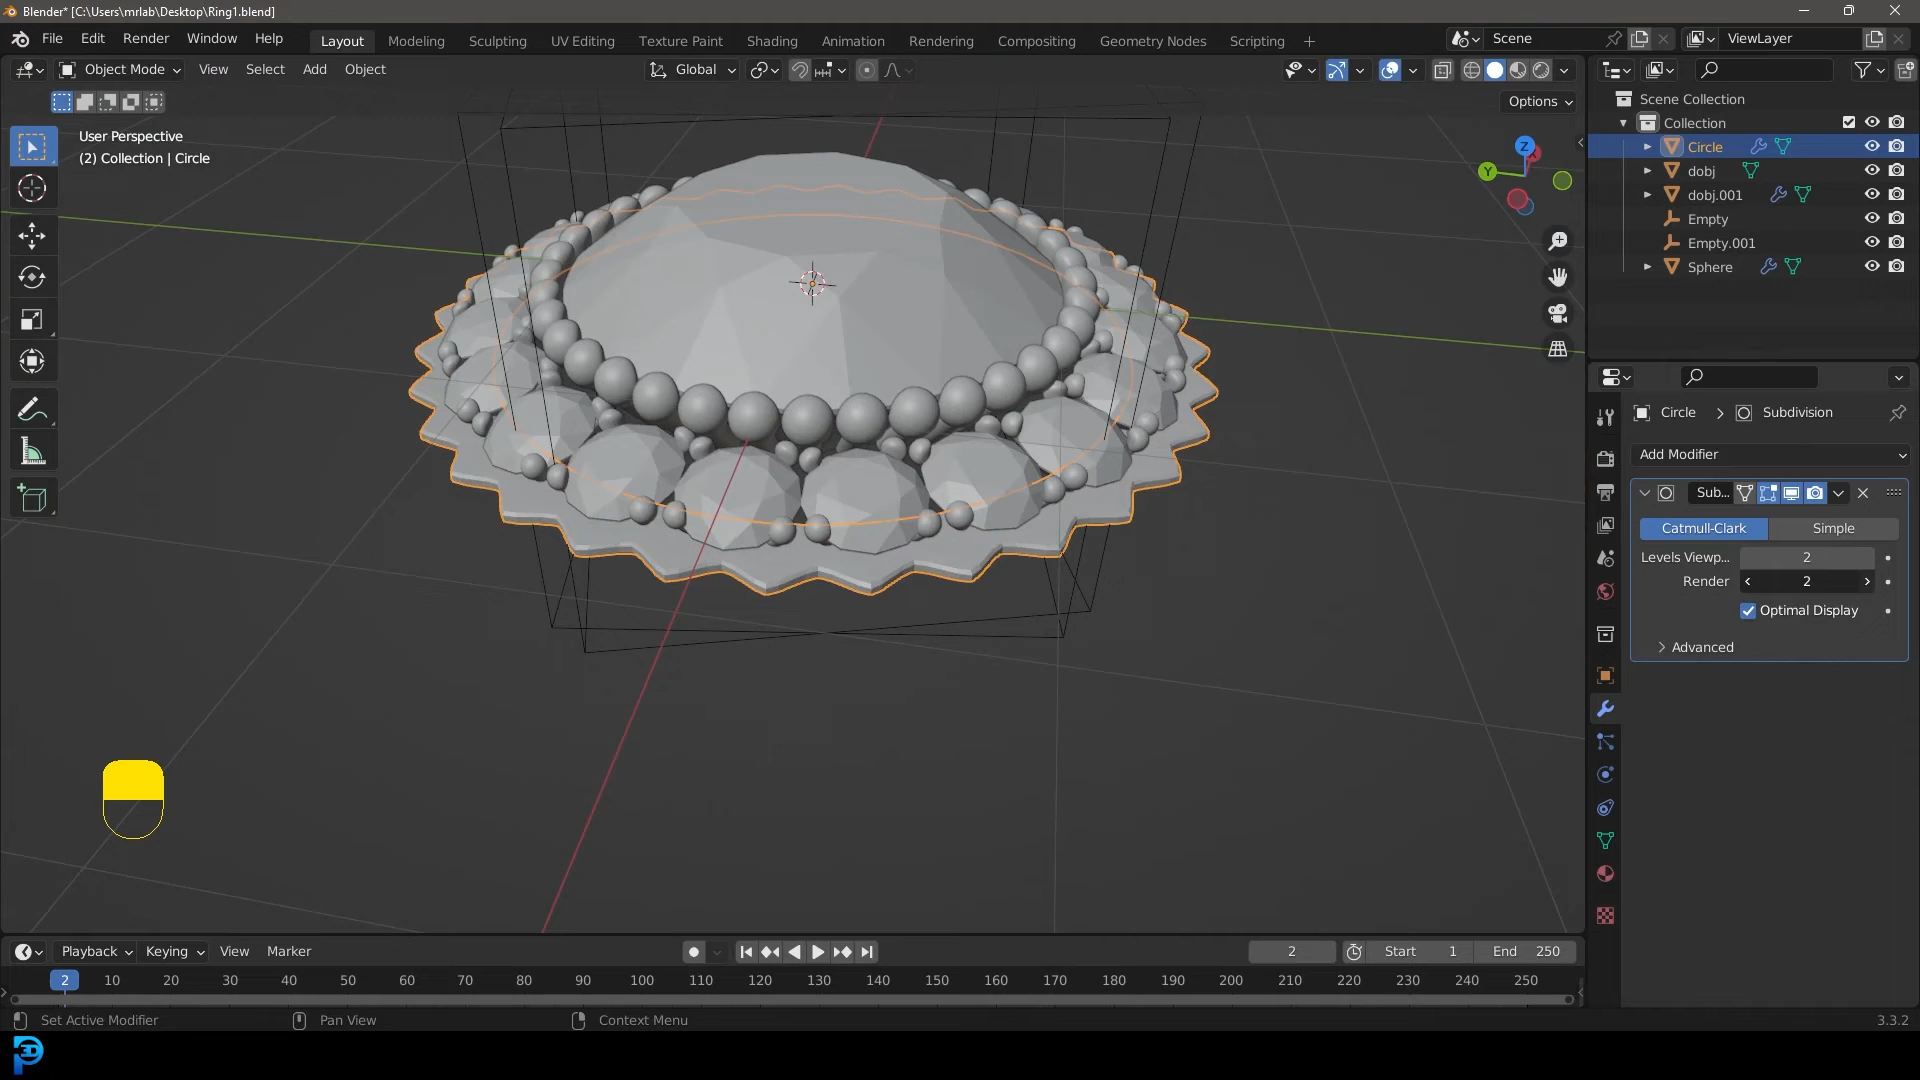 Blender* [C:\Users\mrlab\Desktop\Ring1.blend]
File Edit Render Window Help
Layout Modeling Sculpting UV Editing Texture Paint Shading Animation Rendering Compositing Geometry Nodes Scripting +
Scene
ViewLayer
Object Mode View Select Add Object
Global
Options
User Perspective
(2) Collection | Circle
Z
Y
Scene Collection
Collection
Circle
dobj
dobj.001
Empty
Empty.001
Sphere
Circle > Subdivision
Add Modifier
Sub...
Catmull-Clark Simple
Levels Viewp... 2
Render 2
Optimal Display
Advanced
Playback Keying View Marker
2 Start 1 End 250
2 10 20 30 40 50 60 70 80 90 100 110 120 130 140 150 160 170 180 190 200 210 220 230 240 250
Set Active Modifier Pan View Context Menu 3.3.2